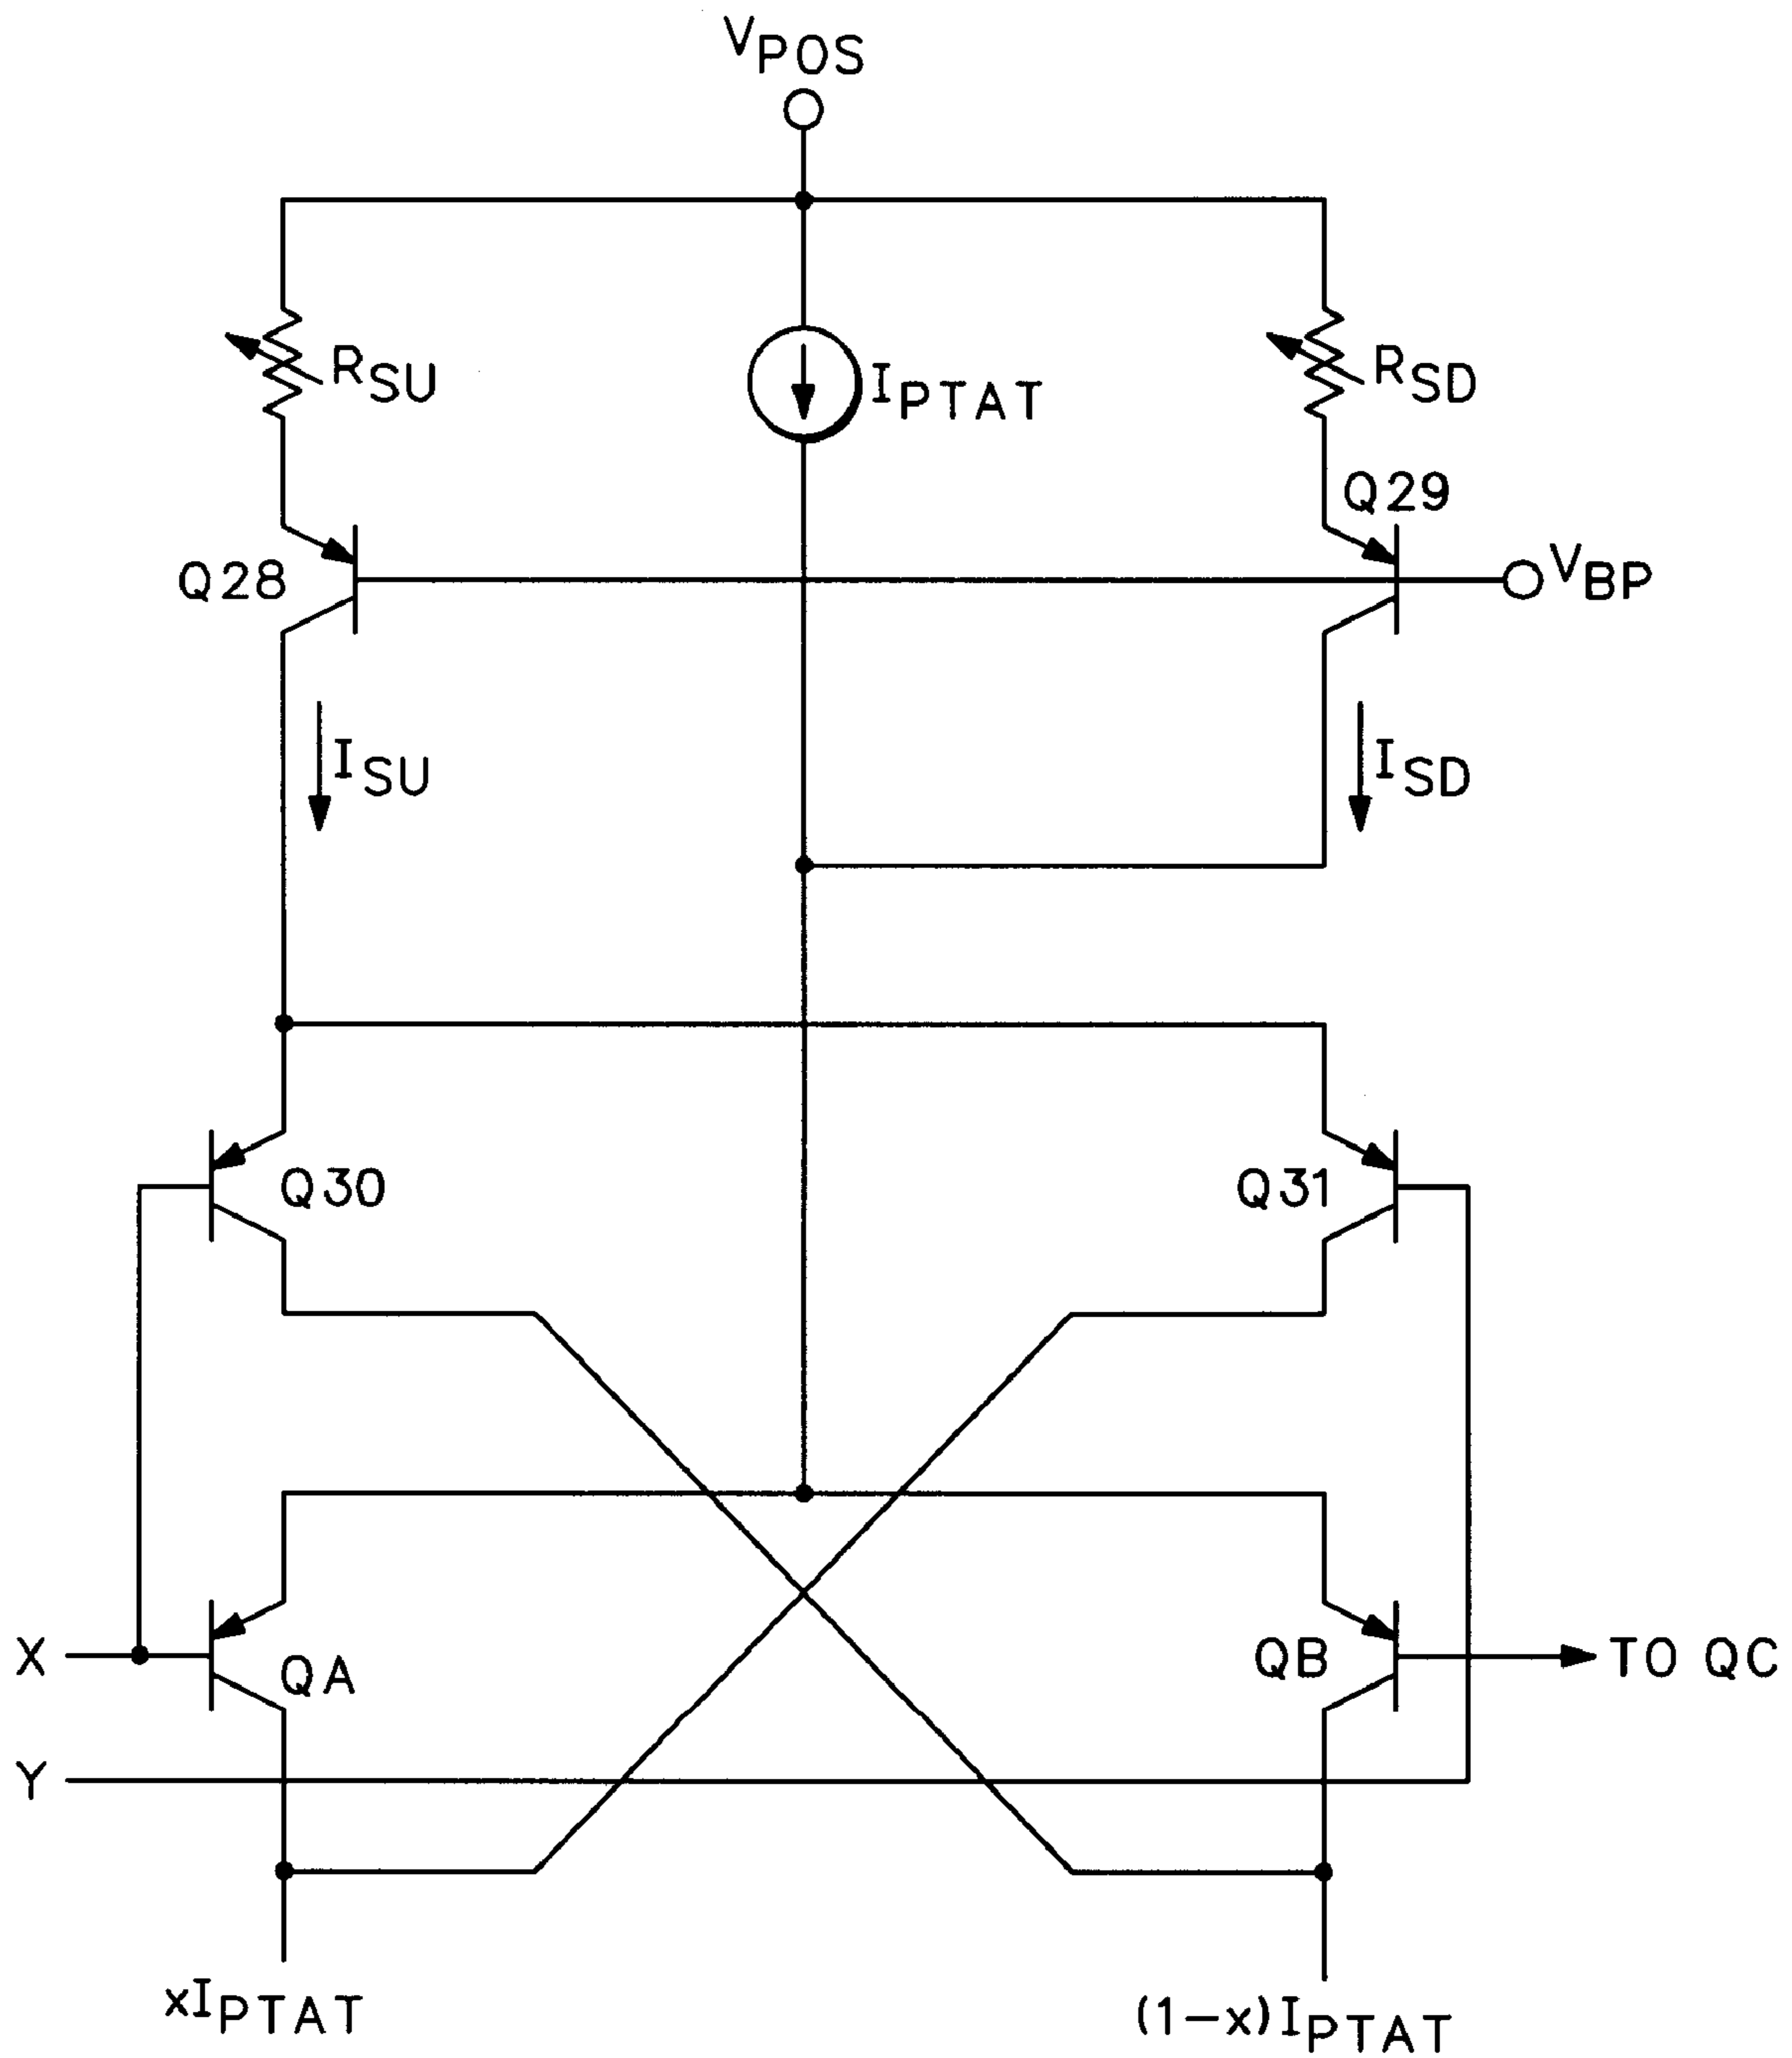 VPOS
RSU
IPTAT
RSD
Q29
Q28
VBP
ISU
ISD
Q30
Q31
X
QA
QB
TO QC
Y
xIPTAT
(1-x)IPTAT